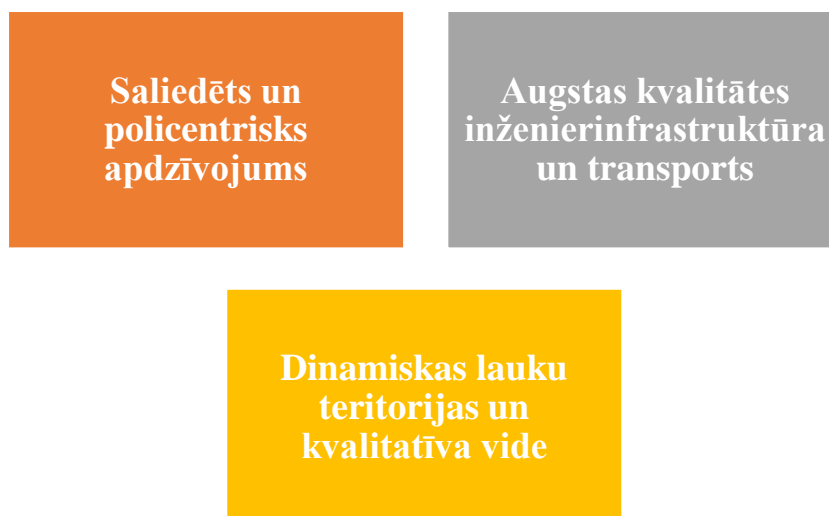 Saliedēts un
policentrisks
apdzīvojums
Augstas kvalitātes
inženierinfrastruktūra
un transports
Dinamiskas lauku
teritorijas un
kvalitatīva vide